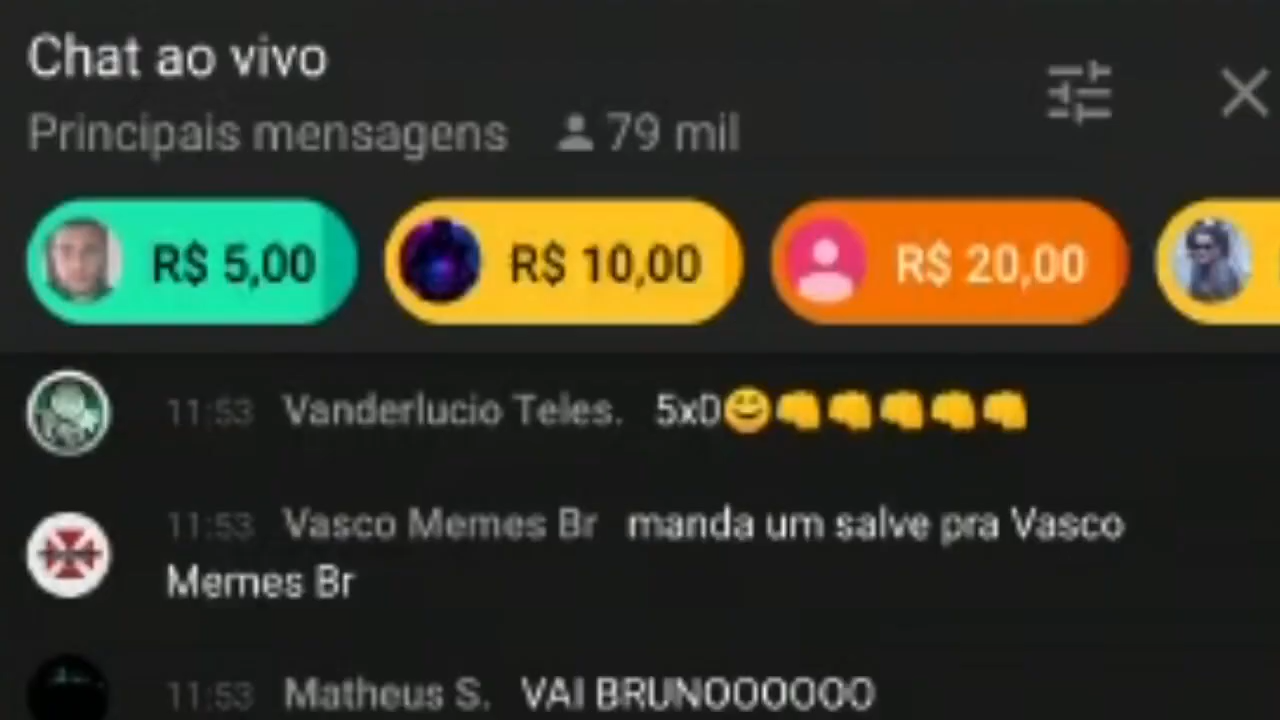 Chat ao vivo
Principais mensagens 79 mil
R$ 5,00 R$ 10,00 R$ 20,00
11:53 Vanderlucio Teles. 5x0😄👊👊👊👊👊
11:53 Vasco Memes Br manda um salve pra Vasco
Memes Br
11:53 Matheus S. VAI BRUNOOOOOO